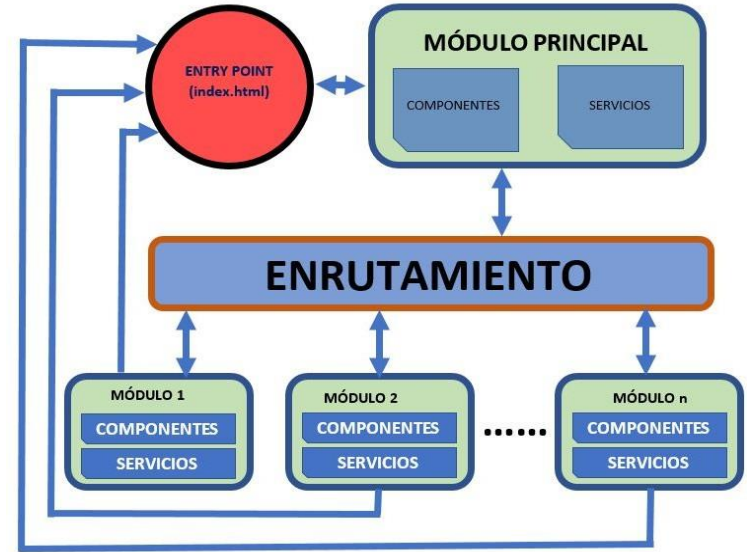 ENTRY POINT
(index.html)
MÓDULO PRINCIPAL
COMPONENTES
SERVICIOS
ENRUTAMIENTO
MÓDULO 1
COMPONENTES
SERVICIOS
MÓDULO 2
COMPONENTES
SERVICIOS
......
MÓDULO n
COMPONENTES
SERVICIOS